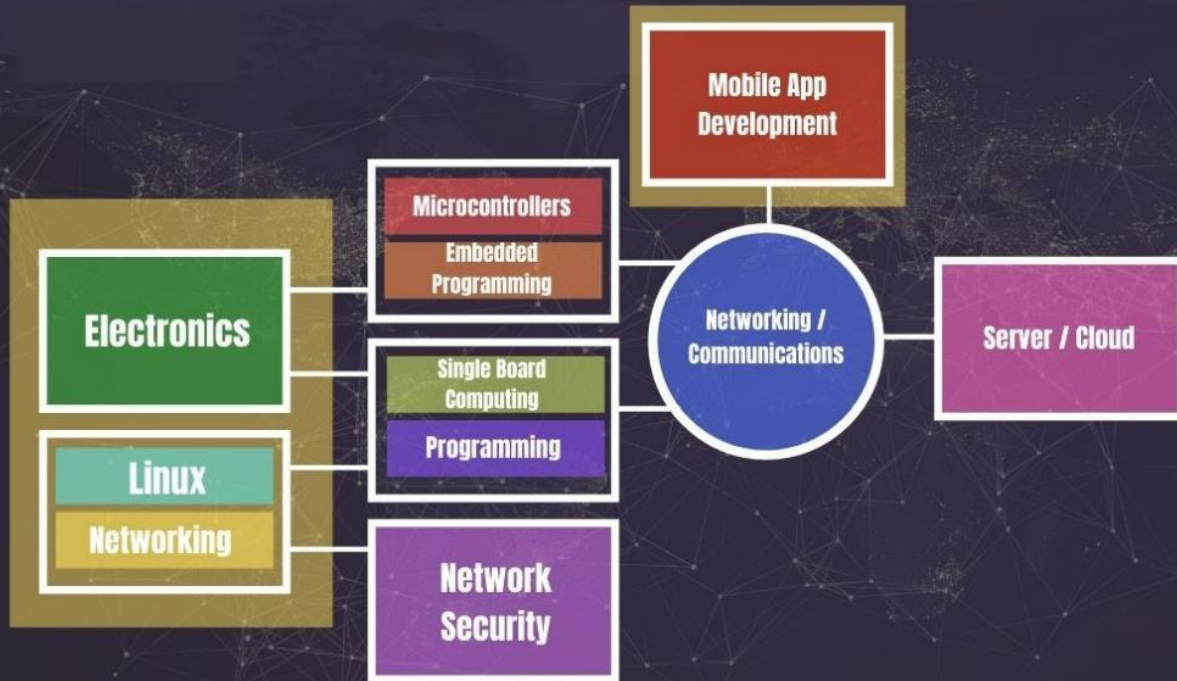 Mobile App
Development
Microcontrollers
Embedded
Programming
Electronics
Networking /
Communications
Server / Cloud
Single Board
Computing
Programming
Linux
Networking
Network
Security